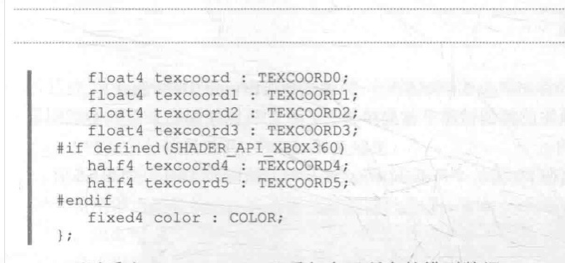 float4 texcoord : TEXCOORD0;
float4 texcoord1 : TEXCOORD1;
float4 texcoord2 : TEXCOORD2;
float4 texcoord3 : TEXCOORD3;
#if defined(SHADER_API_XBOX360)
half4 texcoord4 : TEXCOORD4;
half4 texcoord5 : TEXCOORD5;
#endif
fixed4 color : COLOR;
};